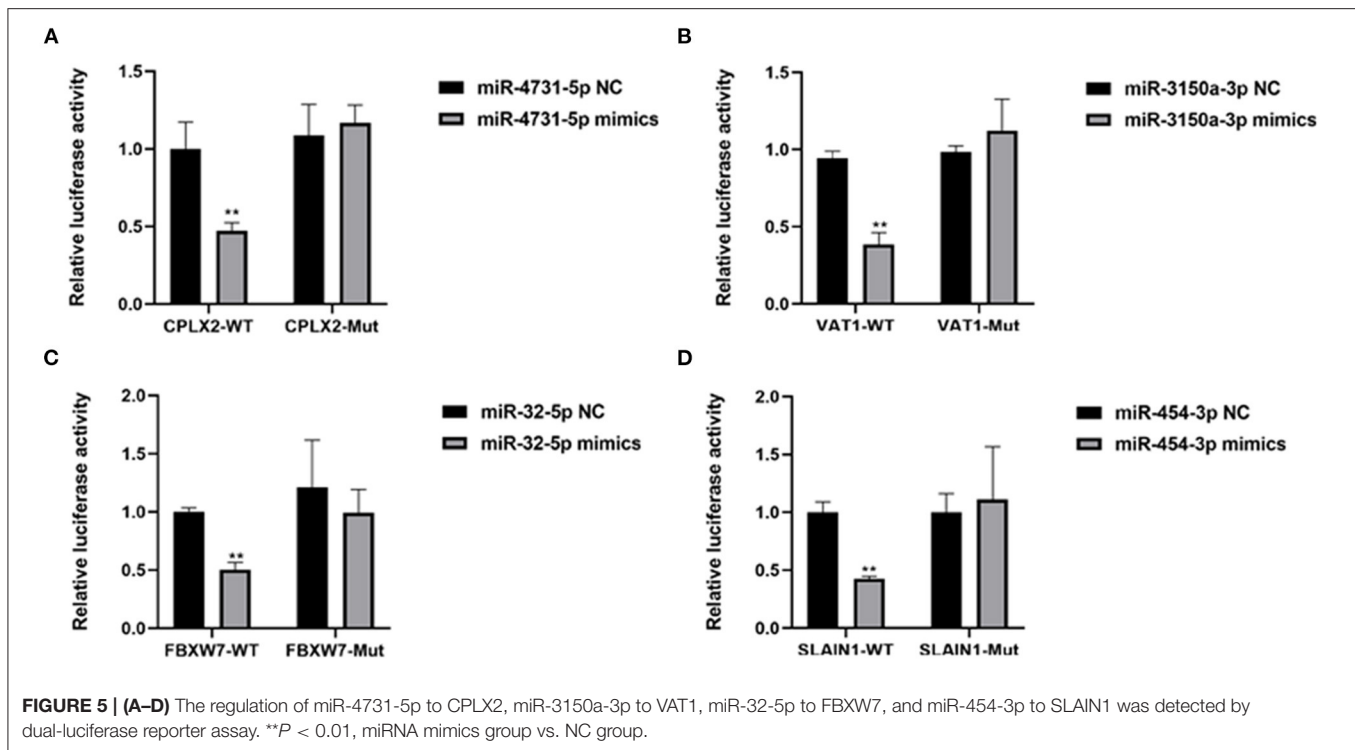 A
Relative luciferase activity
1.5
1.0
0.5
0.0
**
CPLX2-WT
CPLX2-Mut
miR-4731-5p NC
miR-4731-5p mimics
B
Relative luciferase activity
1.5
1.0
0.5
0.0
**
VAT1-WT
VAT1-Mut
miR-3150a-3p NC
miR-3150a-3p mimics
C
Relative luciferase activity
2.0
1.5
1.0
0.5
0.0
**
FBXW7-WT
FBXW7-Mut
miR-32-5p NC
miR-32-5p mimics
D
Relative luciferase activity
2.0
1.5
1.0
0.5
0.0
**
SLAIN1-WT
SLAIN1-Mut
miR-454-3p NC
miR-454-3p mimics
FIGURE 5 | (A–D) The regulation of miR-4731-5p to CPLX2, miR-3150a-3p to VAT1, miR-32-5p to FBXW7, and miR-454-3p to SLAIN1 was detected by
dual-luciferase reporter assay. **P < 0.01, miRNA mimics group vs. NC group.